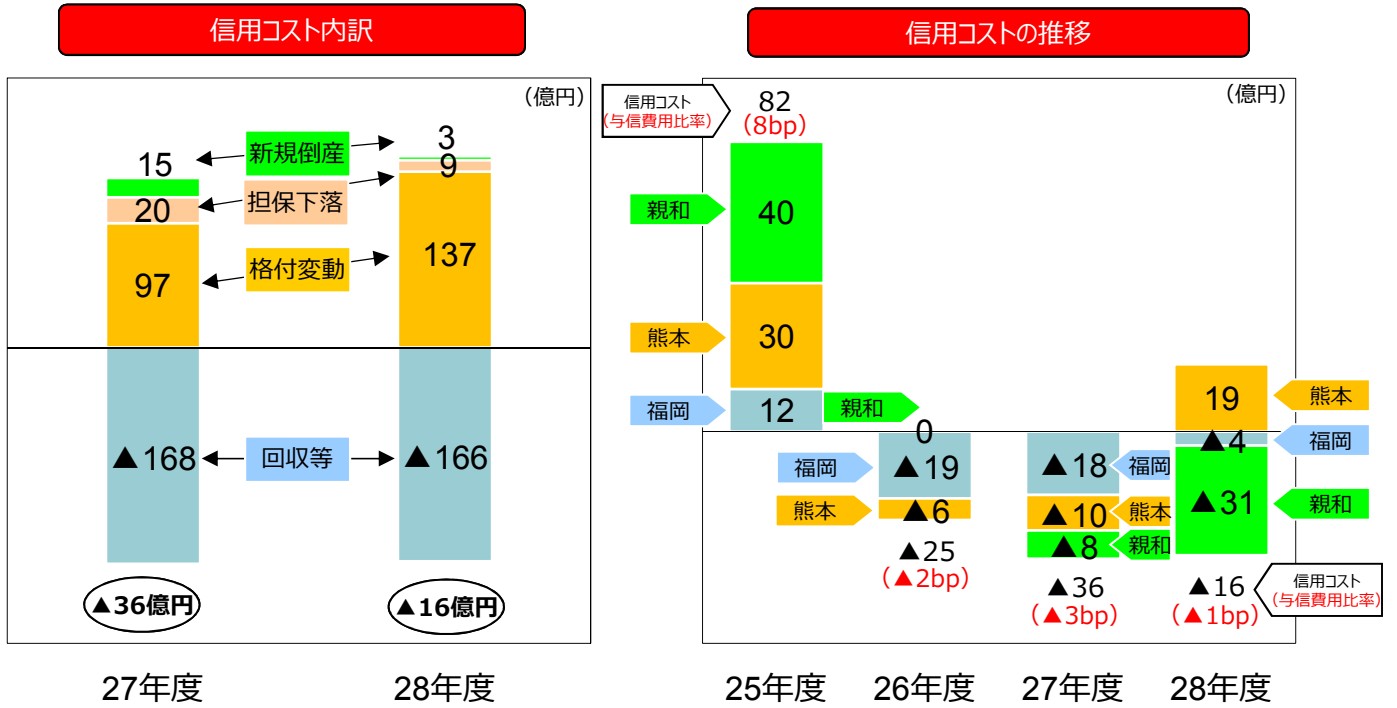 信用コスト内訳
(億円)
15
新規倒産
3
20
担保下落
9
97
格付変動
137
▲168
回収等
▲166
▲36億円
▲16億円
27年度
28年度
信用コストの推移
(億円)
信用コスト
(与信費用比率)
82
(8bp)
親和
40
熊本
30
福岡
12
親和
0
福岡
▲19
熊本
▲6
▲25
(▲2bp)
▲18
福岡
▲10
熊本
▲8
親和
▲36
(▲3bp)
19
熊本
▲4
福岡
▲31
親和
▲16
(▲1bp)
信用コスト
(与信費用比率)
25年度
26年度
27年度
28年度